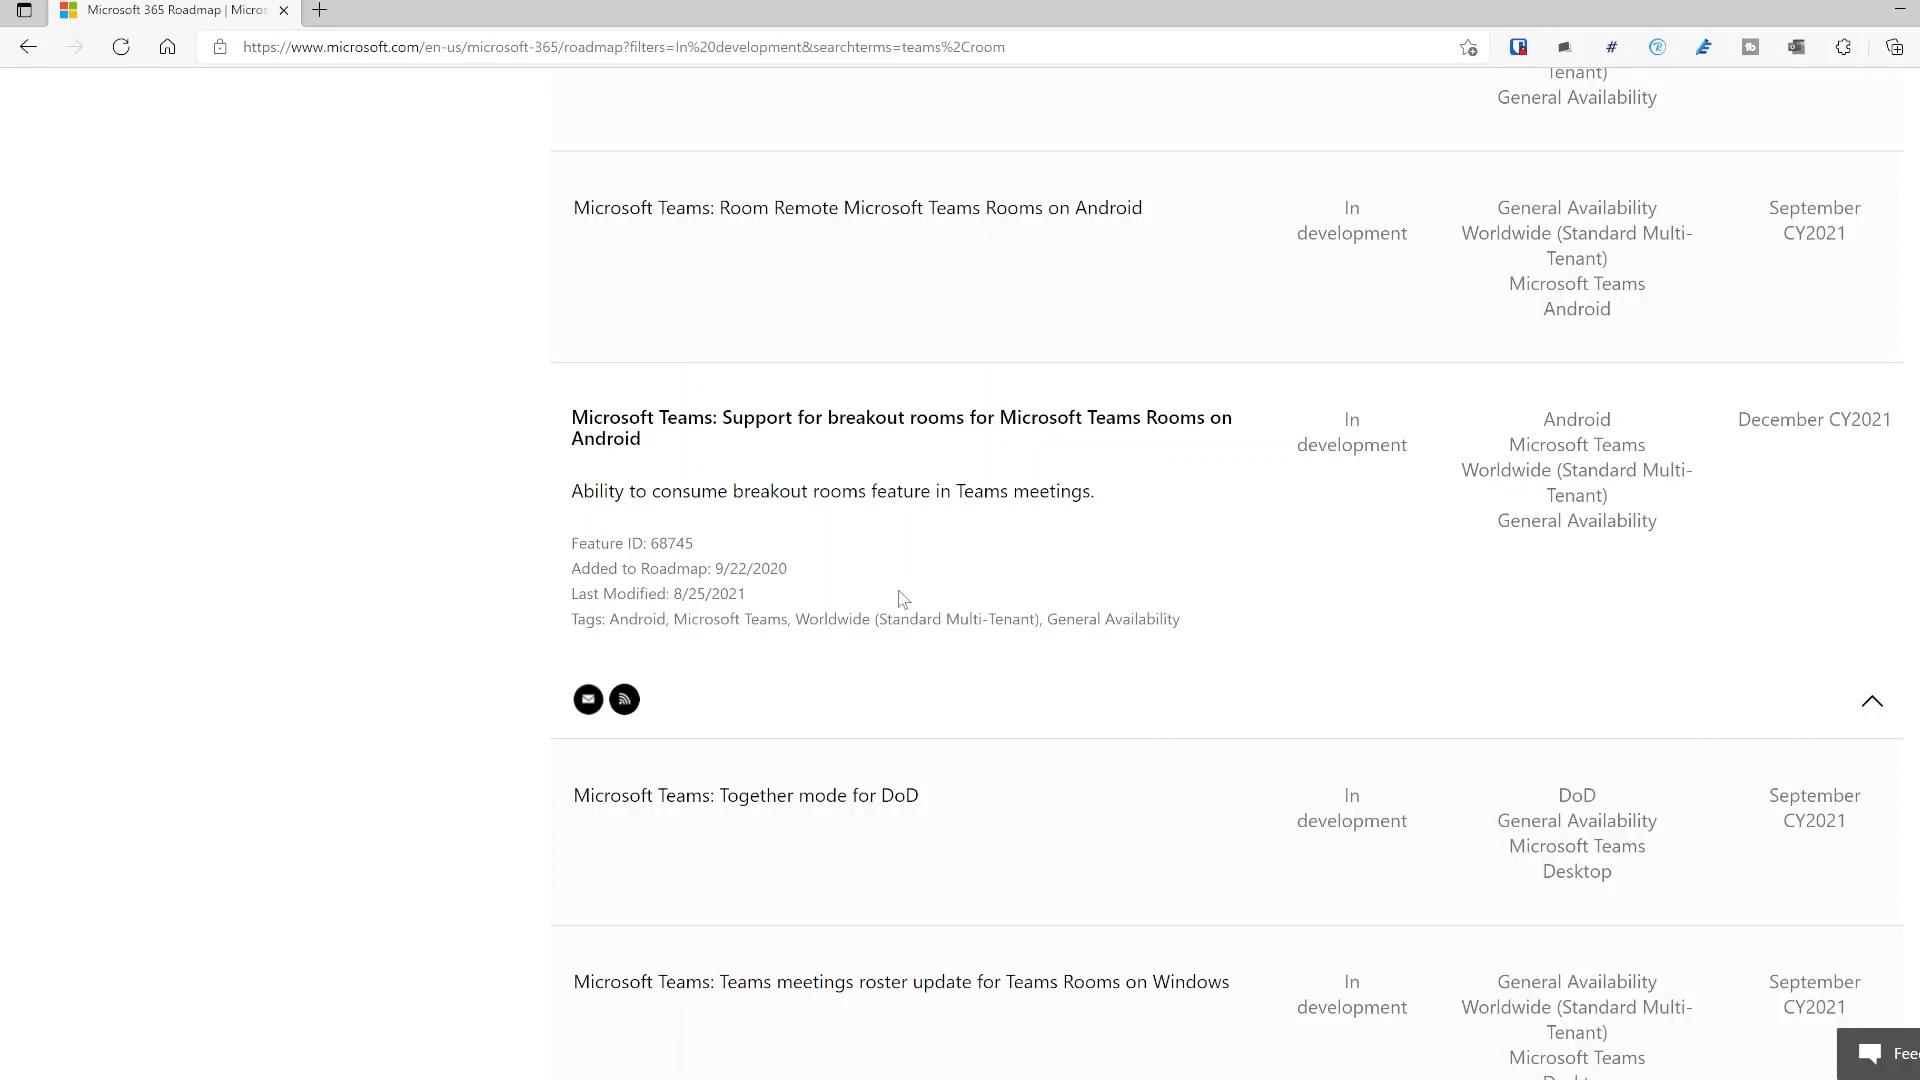 Microsoft 365 Roadmap | Micros
https://www.microsoft.com/en-us/microsoft-365/roadmap?filters=In%20development&searchterms=teams%2Croom
Tenant)
General Availability
Microsoft Teams: Room Remote Microsoft Teams Rooms on Android
In
development
General Availability
Worldwide (Standard Multi-
Tenant)
Microsoft Teams
Android
September
CY2021
Microsoft Teams: Support for breakout rooms for Microsoft Teams Rooms on
Android
Ability to consume breakout rooms feature in Teams meetings.
Feature ID: 68745
Added to Roadmap: 9/22/2020
Last Modified: 8/25/2021
Tags: Android, Microsoft Teams, Worldwide (Standard Multi-Tenant), General Availability
In
development
Android
Microsoft Teams
Worldwide (Standard Multi-
Tenant)
General Availability
December CY2021
Microsoft Teams: Together mode for DoD
In
development
DoD
General Availability
Microsoft Teams
Desktop
September
CY2021
Microsoft Teams: Teams meetings roster update for Teams Rooms on Windows
In
development
General Availability
Worldwide (Standard Multi-
Tenant)
Microsoft Teams
September
CY2021
Fee